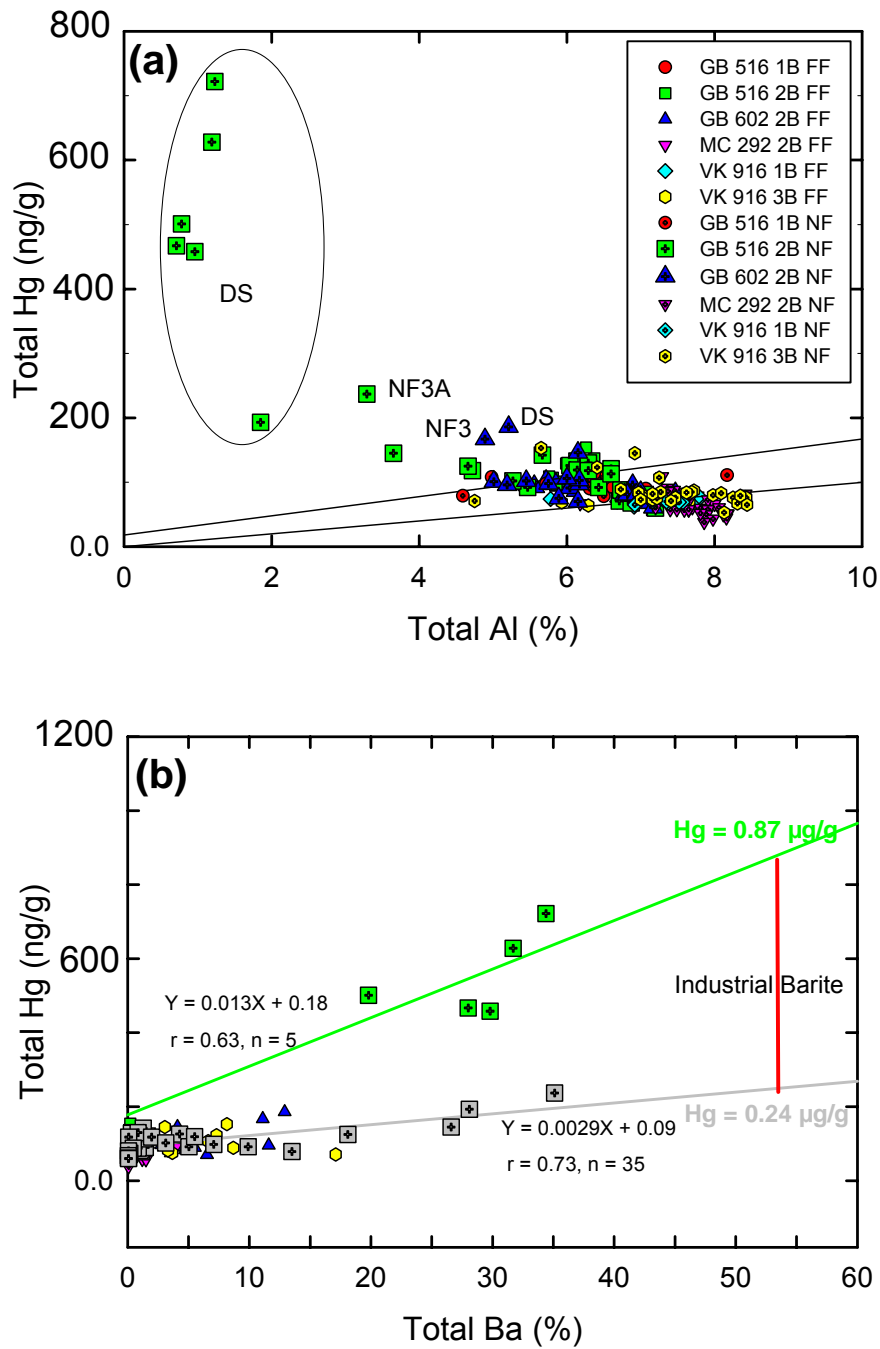 (a)
800
600
400
200
0.0
Total Hg (ng/g)
GB 516 1B FF
GB 516 2B FF
GB 602 2B FF
MC 292 2B FF
VK 916 1B FF
VK 916 3B FF
GB 516 1B NF
GB 516 2B NF
GB 602 2B NF
MC 292 2B NF
VK 916 1B NF
VK 916 3B NF
DS
NF3A
NF3
DS
0 2 4 6 8 10
Total Al (%)
(b)
1200
600
0.0
Total Hg (ng/g)
Hg = 0.87 µg/g
Industrial Barite
Y = 0.013X + 0.18
r = 0.63, n = 5
Hg = 0.24 µg/g
Y = 0.0029X + 0.09
r = 0.73, n = 35
0 10 20 30 40 50 60
Total Ba (%)